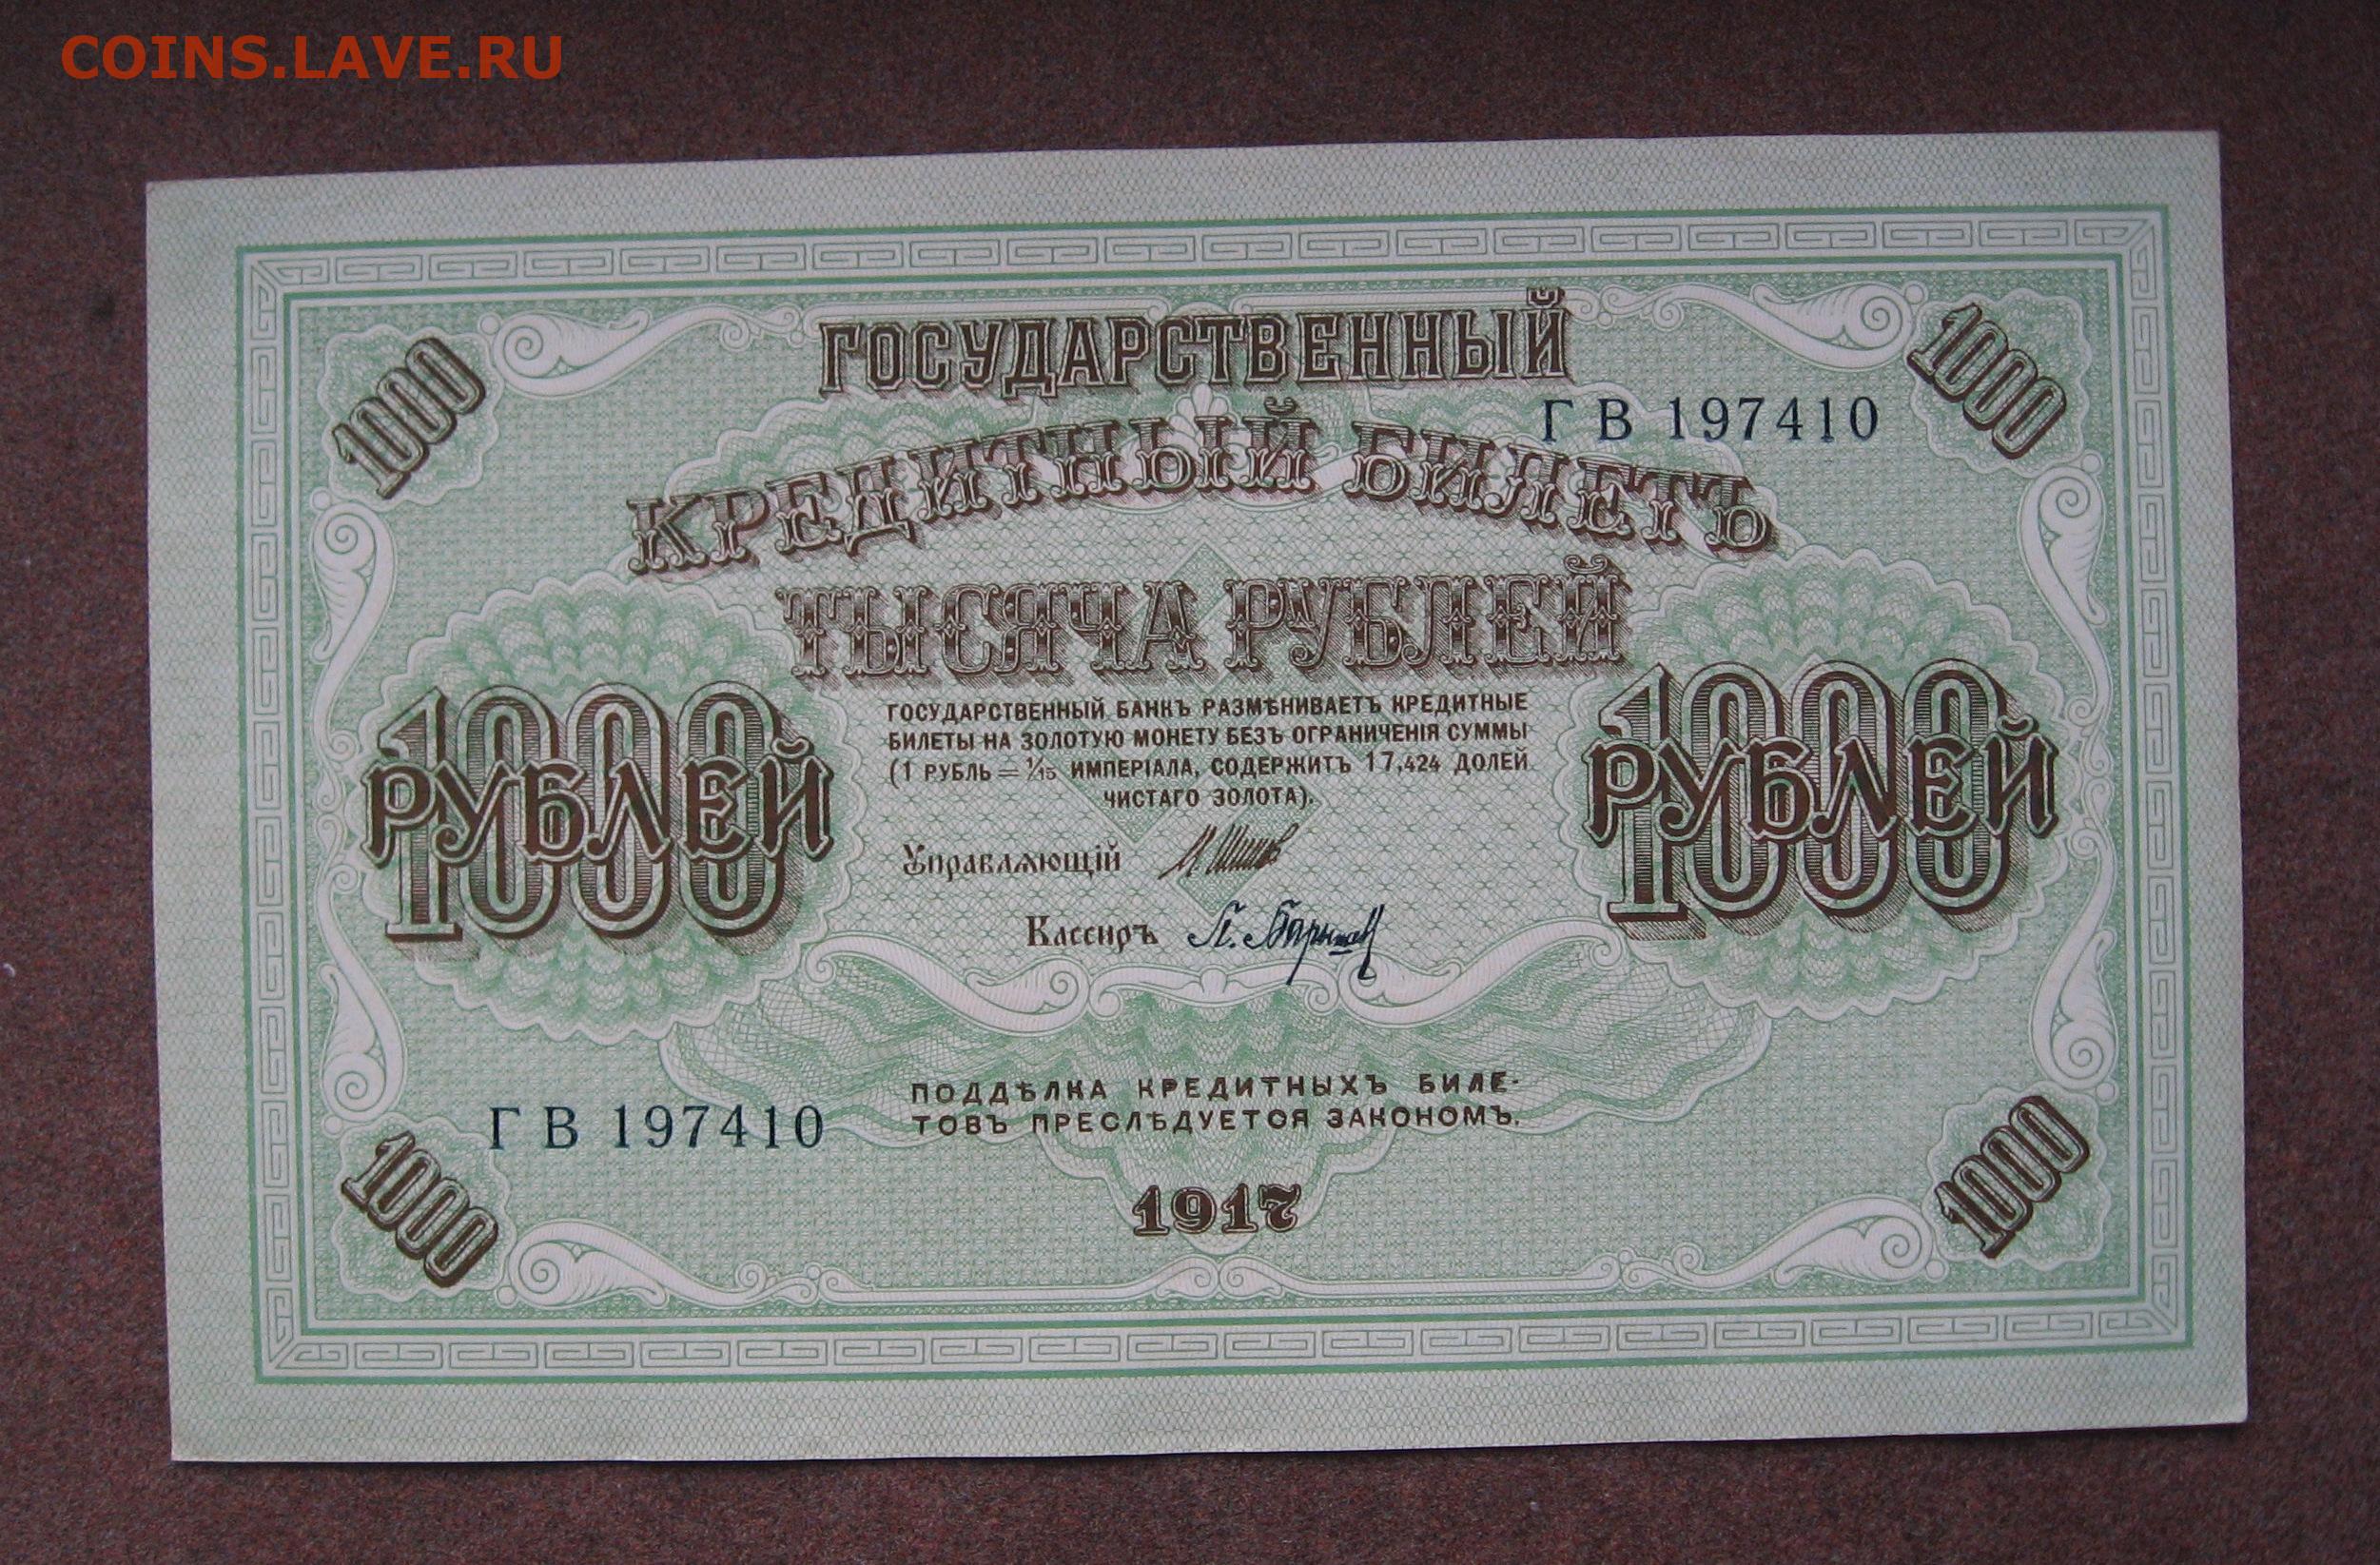 COINS.LAVE.RU
ГОСУДАРСТВЕННЫЙ
1000
1000
ГВ 197410
КРЕДИТНЫЙ БИЛЕТЪ
ТЫСЯЧА РУБЛЕЙ
1000
РУБЛЕЙ
1000
РУБЛЕЙ
ГОСУДАРСТВЕННЫЙ БАНКЪ РАЗМѢНИВАЕТЪ КРЕДИТНЫЕ
БИЛЕТЫ НА ЗОЛОТУЮ МОНЕТУ БЕЗЪ ОГРАНИЧЕНІЯ СУММЫ
(1 РУБЛЬ = 1/15 ИМПЕРІАЛА, СОДЕРЖИТЪ 17,424 ДОЛЕЙ
ЧИСТАГО ЗОЛОТА).
Управляющій И. Шипов
Кассиръ П. Барышев
ПОДДѢЛКА КРЕДИТНЫХЪ БИЛЕ-
ТОВЪ ПРЕСЛѢДУЕТСЯ ЗАКОНОМЪ.
ГВ 197410
1000
1917
1000